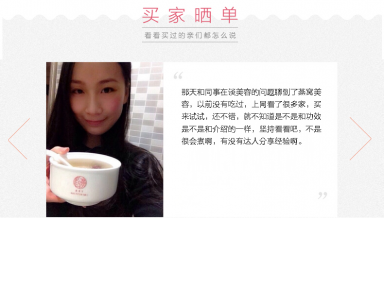 买家晒单
看看买过的亲们都怎么说
那天和同事在谈美容的问题聊到了燕窝美
容，以前没有吃过，上网看了很多家，买
来试试，还不错，就不知道是不是和功效
是不是和介绍的一样，坚持看看吧，不是
很会煮啊，有没有达人分享经验啊。